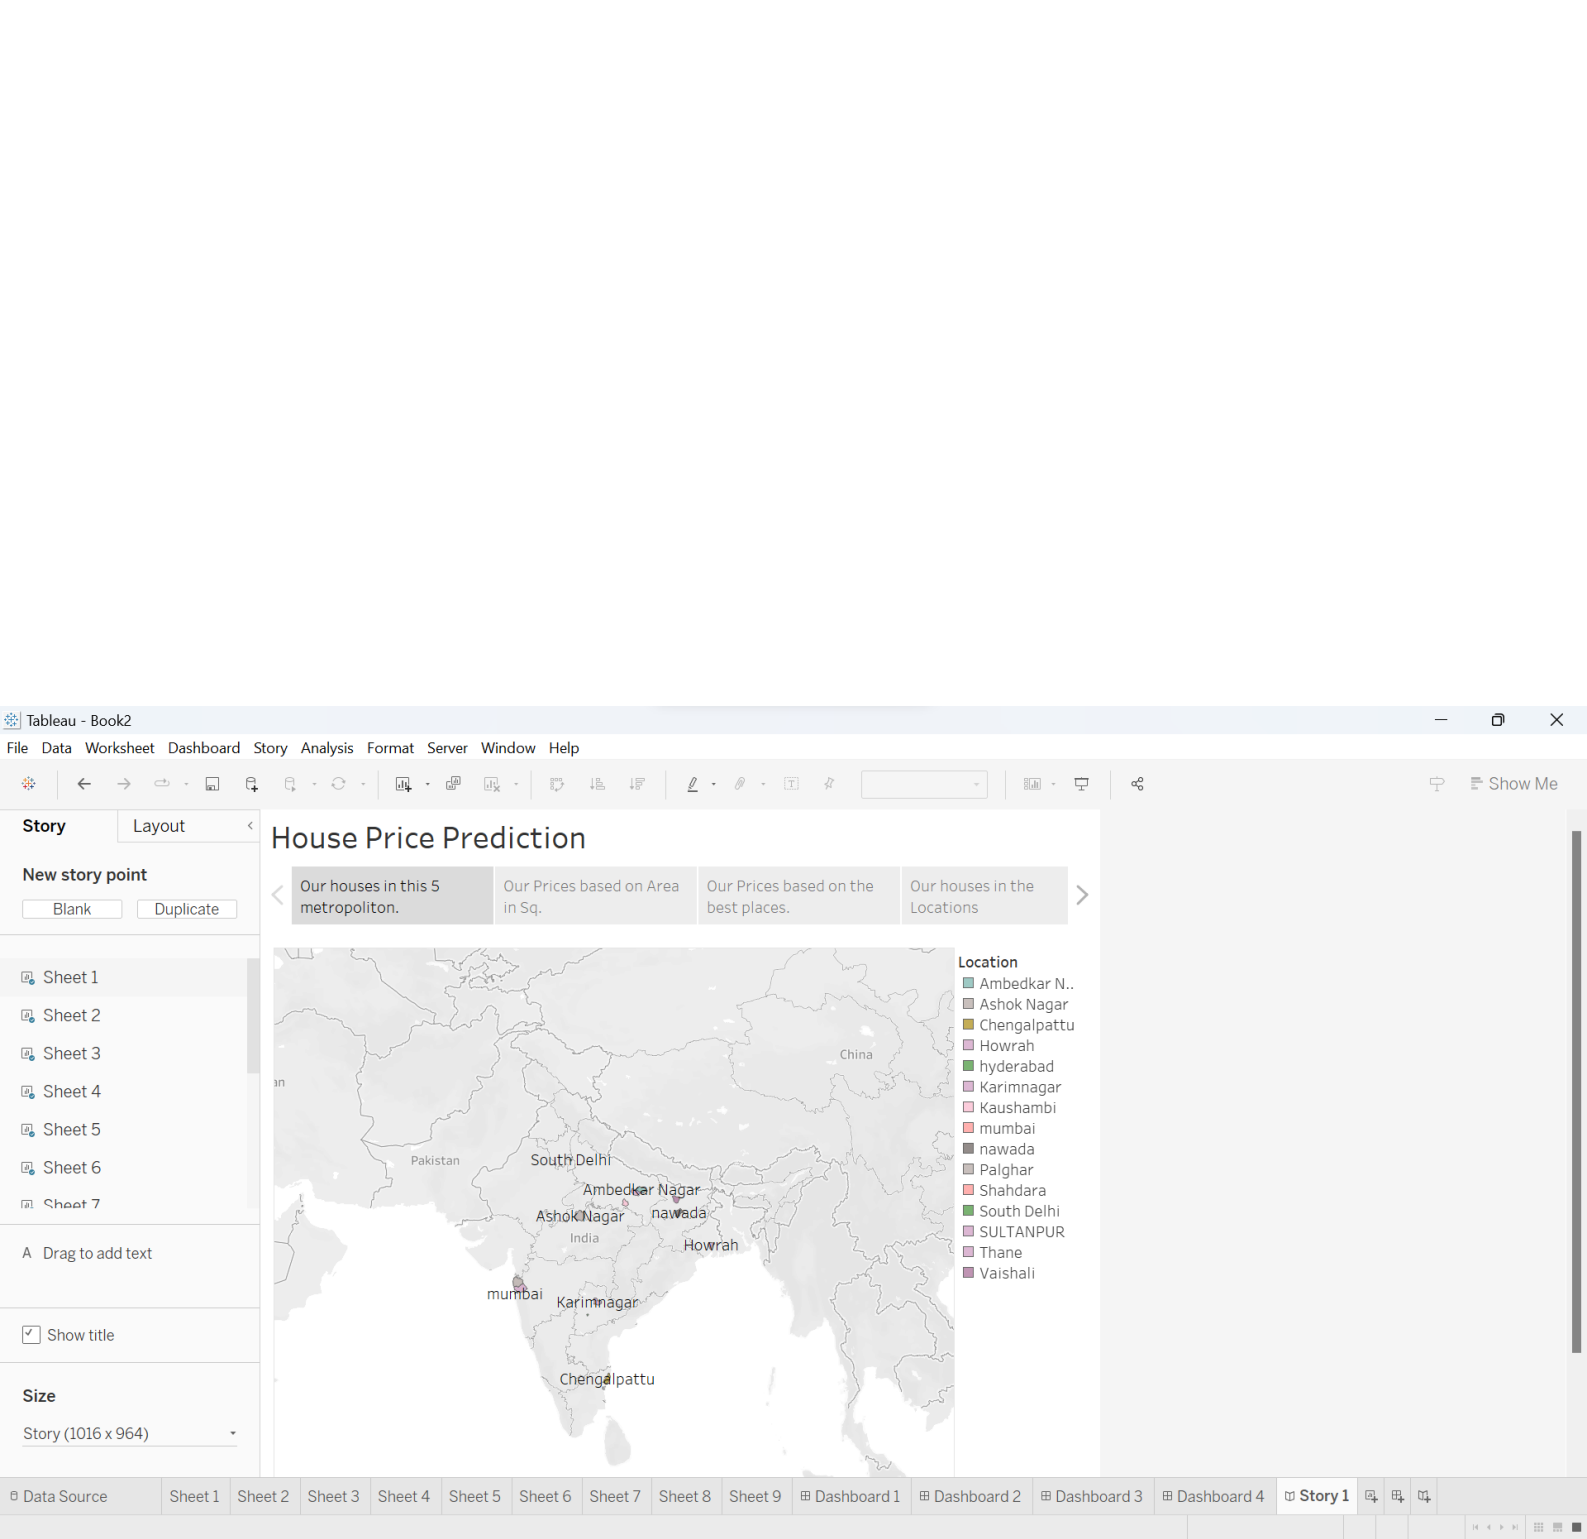 Tableau - Book2
File Data Worksheet Dashboard Story Analysis Format Server Window Help
Show Me
Story Layout
New story point
Blank Duplicate
Sheet 1
Sheet 2
Sheet 3
Sheet 4
Sheet 5
Sheet 6
Sheet 7
A Drag to add text
Show title
Size
Story (1016 x 964)
House Price Prediction
Our houses in this 5
metropoliton.
Our Prices based on Area
in Sq.
Our Prices based on the
best places.
Our houses in the
Locations
China
an
Pakistan
South Delhi
Ambedkar Nagar
Ashok Nagar
nawada
India
Howrah
mumbai
Karimnagar
Chengalpattu
Location
Ambedkar N..
Ashok Nagar
Chengalpattu
Howrah
hyderabad
Karimnagar
Kaushambi
mumbai
nawada
Palghar
Shahdara
South Delhi
SULTANPUR
Thane
Vaishali
Data Source Sheet 1 Sheet 2 Sheet 3 Sheet 4 Sheet 5 Sheet 6 Sheet 7 Sheet 8 Sheet 9 Dashboard 1 Dashboard 2 Dashboard 3 Dashboard 4 Story 1